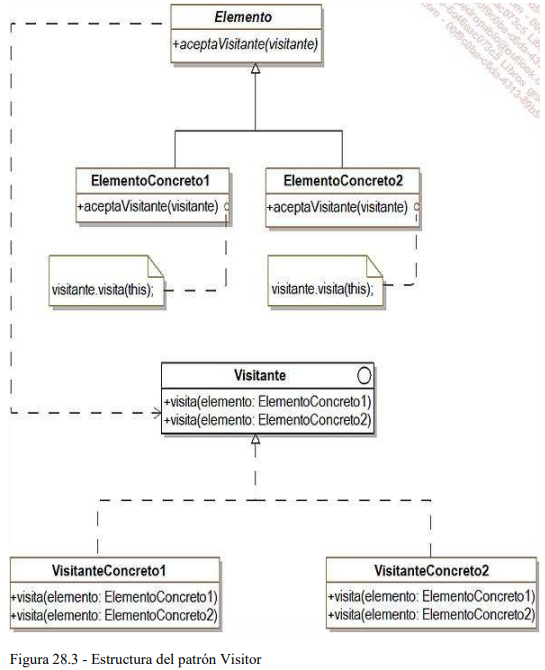 Elemento
+aceptaVisitante(visitante)
ElementoConcreto1
+aceptaVisitante(visitante)
ElementoConcreto2
+aceptaVisitante(visitante)
visitante.visita(this);
visitante.visita(this);
Visitante
+visita(elemento: ElementoConcreto1)
+visita(elemento: ElementoConcreto2)
VisitanteConcreto1
+visita(elemento: ElementoConcreto1)
+visita(elemento: ElementoConcreto2)
VisitanteConcreto2
+visita(elemento: ElementoConcreto1)
+visita(elemento: ElementoConcreto2)
Figura 28.3 - Estructura del patrón Visitor